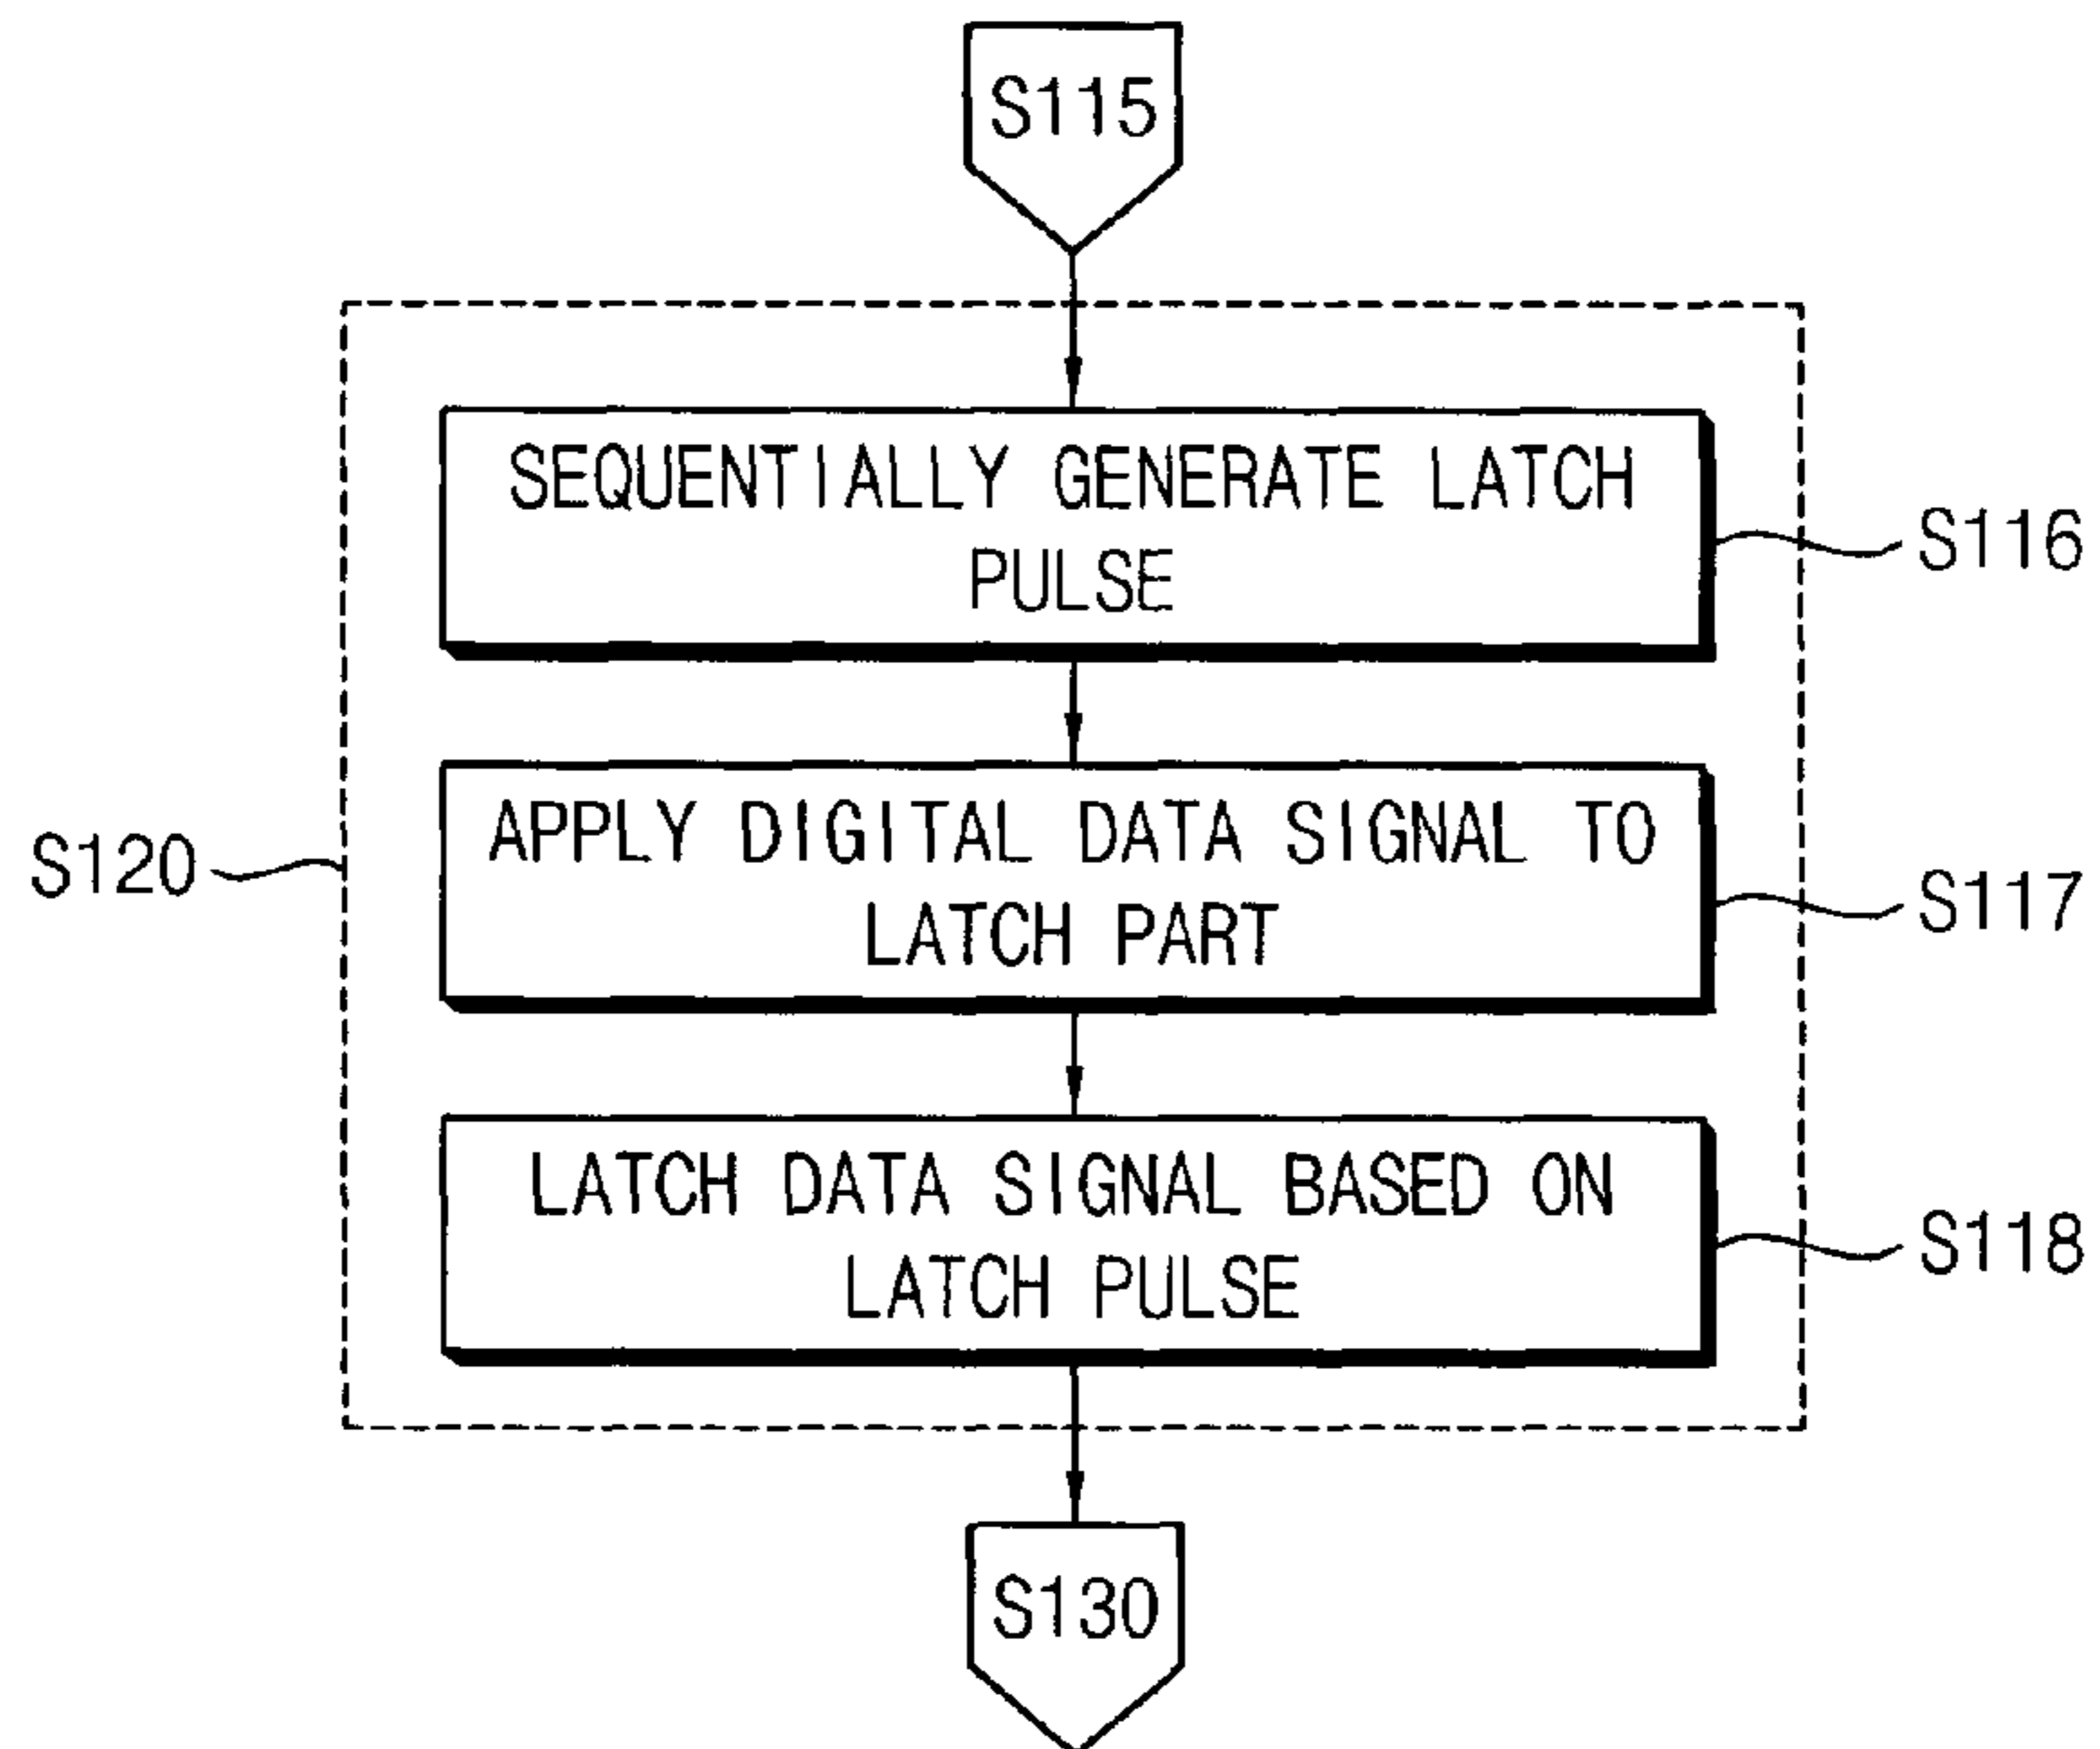 S115
SEQUENTIALLY GENERATE LATCH
PULSE
S116
APPLY DIGITAL DATA SIGNAL TO
LATCH PART
S120
S117
LATCH DATA SIGNAL BASED ON
LATCH PULSE
S118
S130